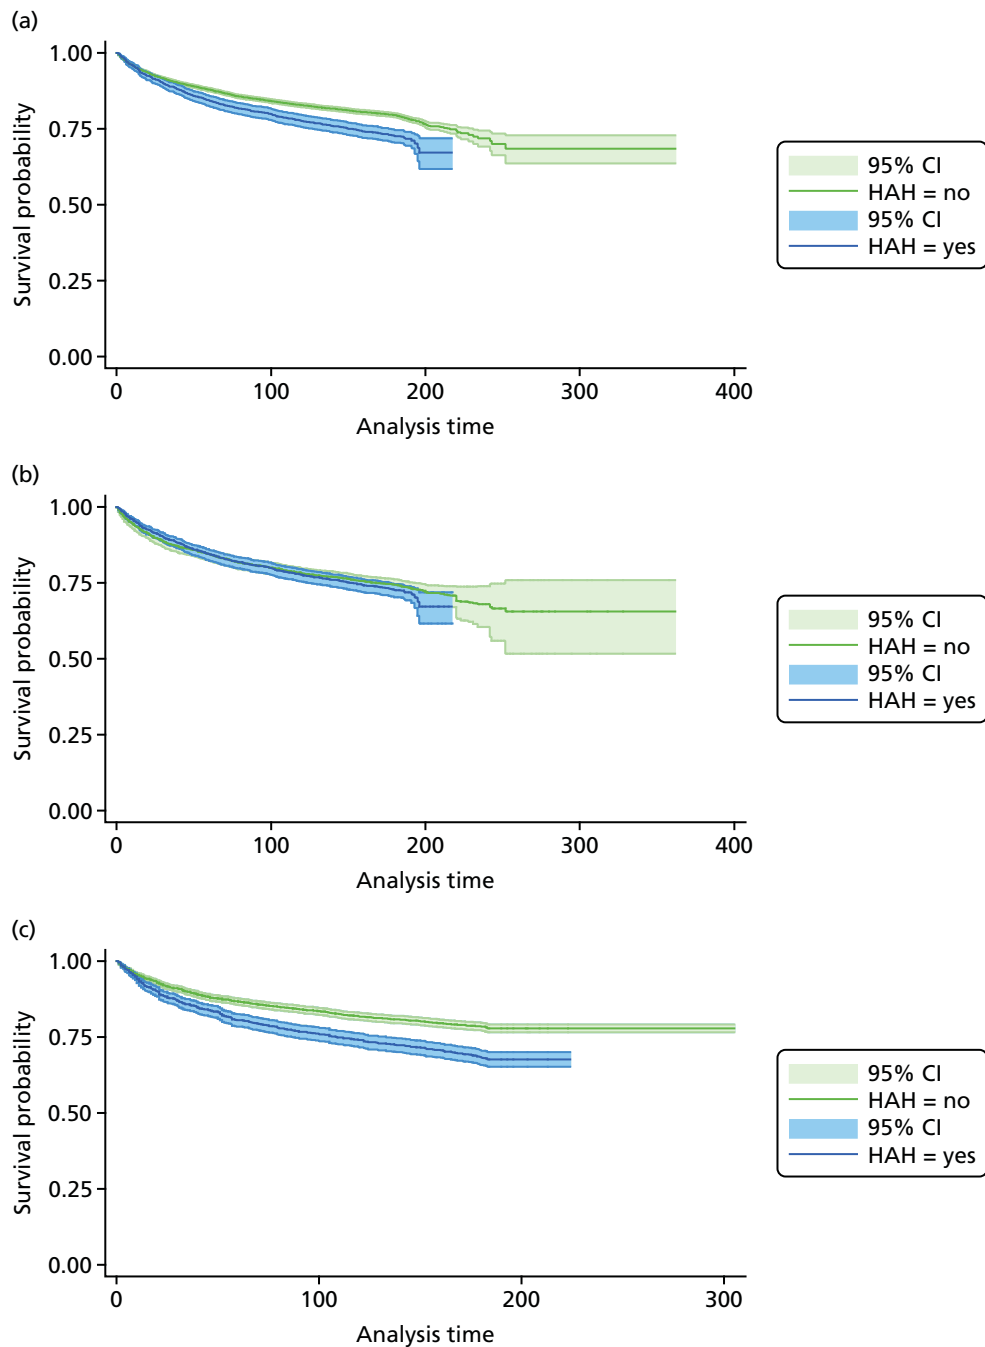 (a)
Survival probability
1.00
0.75
0.50
0.25
0.00
0
100
200
300
400
Analysis time
95% CI
HAH = no
95% CI
HAH = yes
(b)
Survival probability
1.00
0.75
0.50
0.25
0.00
0
100
200
300
400
Analysis time
95% CI
HAH = no
95% CI
HAH = yes
(c)
Survival probability
1.00
0.75
0.50
0.25
0.00
0
100
200
300
Analysis time
95% CI
HAH = no
95% CI
HAH = yes